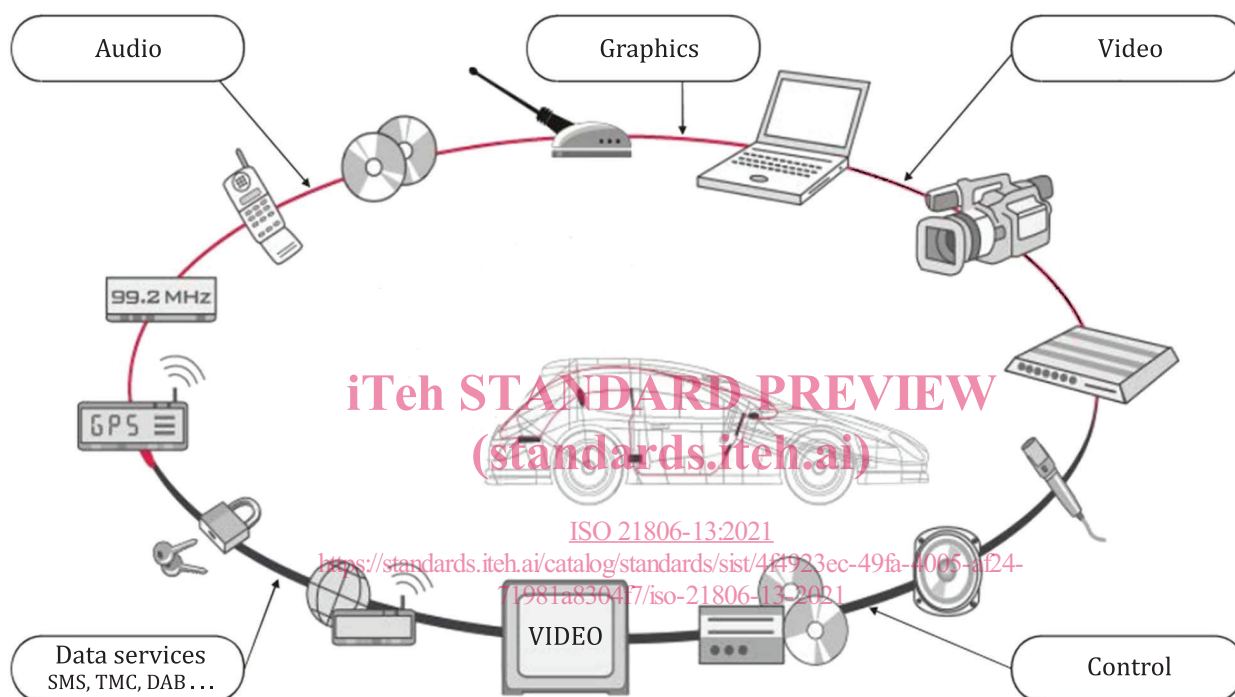 Audio
Graphics
Video
99.2 MHz
GPS
iTeh STANDARD PREVIEW
(standards.iteh.ai)
ISO 21806-13:2021
https://standards.iteh.ai/catalog/standards/sist/4f4923ec-49fa-4005-af24-
71981a8304f7/iso-21806-13-2021
VIDEO
Data services
SMS, TMC, DAB ...
Control